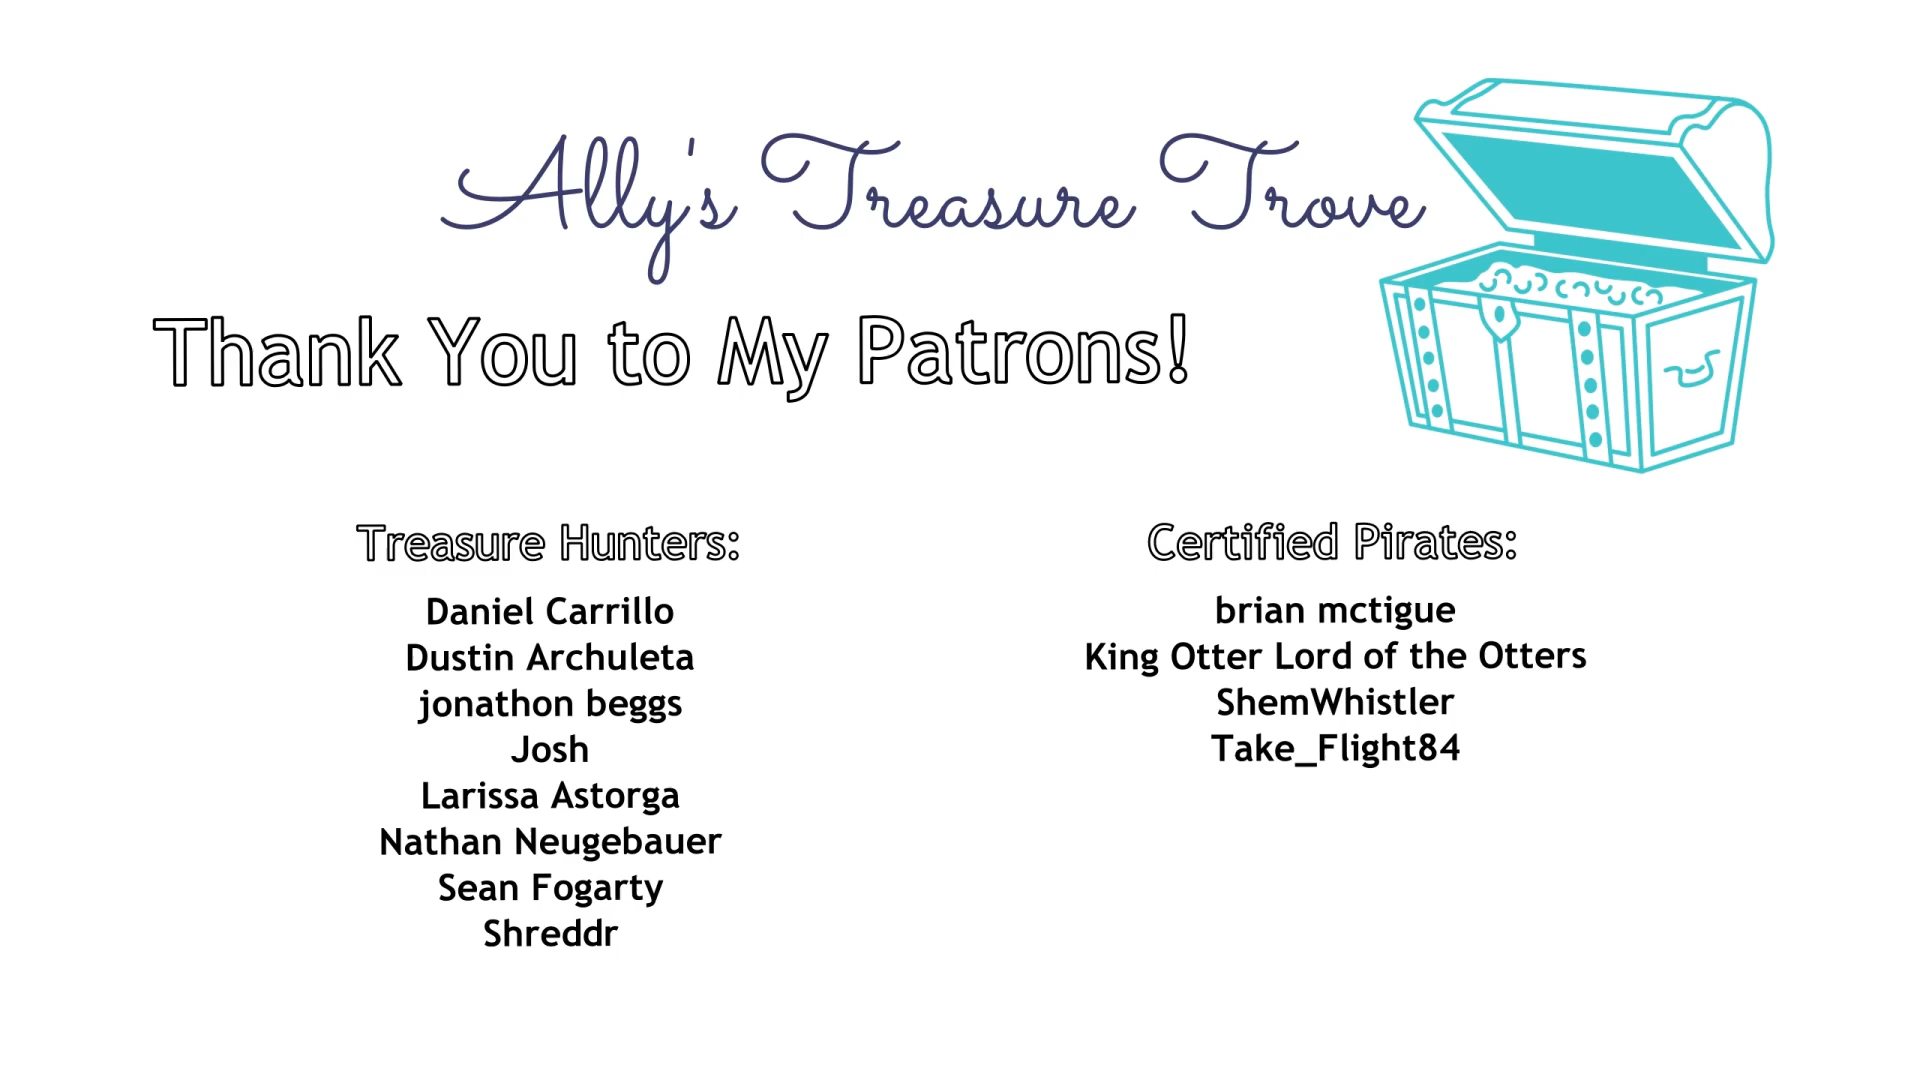 Ally's Treasure Trove
Thank You to My Patrons!
Treasure Hunters:
Daniel Carrillo
Dustin Archuleta
jonathon beggs
Josh
Larissa Astorga
Nathan Neugebauer
Sean Fogarty
Shreddr
Certified Pirates:
brian mctigue
King Otter Lord of the Otters
ShemWhistler
Take_Flight84